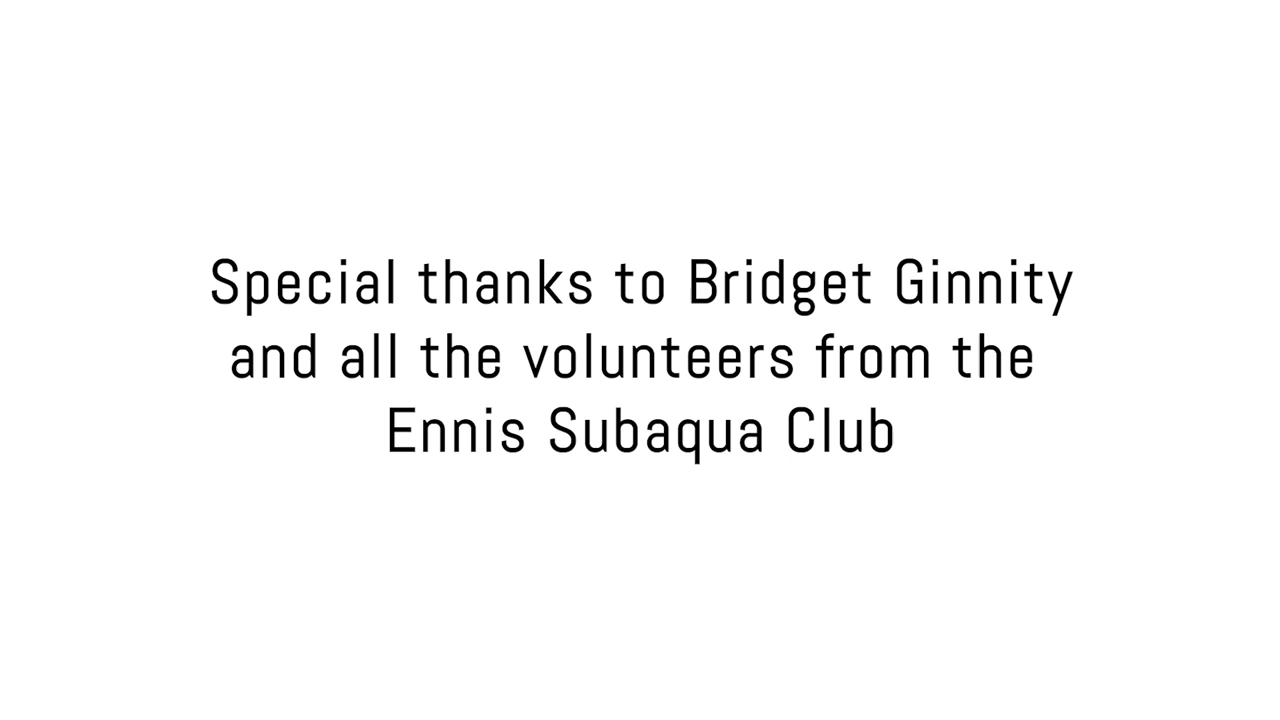 Special thanks to Bridget Ginnity
and all the volunteers from the
Ennis Subaqua Club